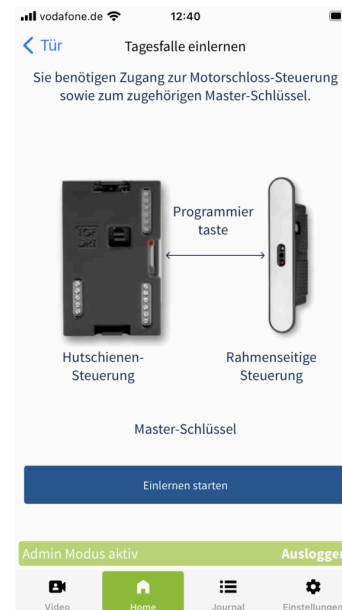 vodafone.de
12:40
Tür
Tagesfalle einlernen
Sie benötigen Zugang zur Motorschloss-Steuerung
sowie zum zugehörigen Master-Schlüssel.
Programmier
taste
Hutschienen-
Steuerung
Rahmenseitige
Steuerung
Master-Schlüssel
Einlernen starten
Admin Modus aktiv
Ausloggen
Video
Home
Journal
Einstellungen